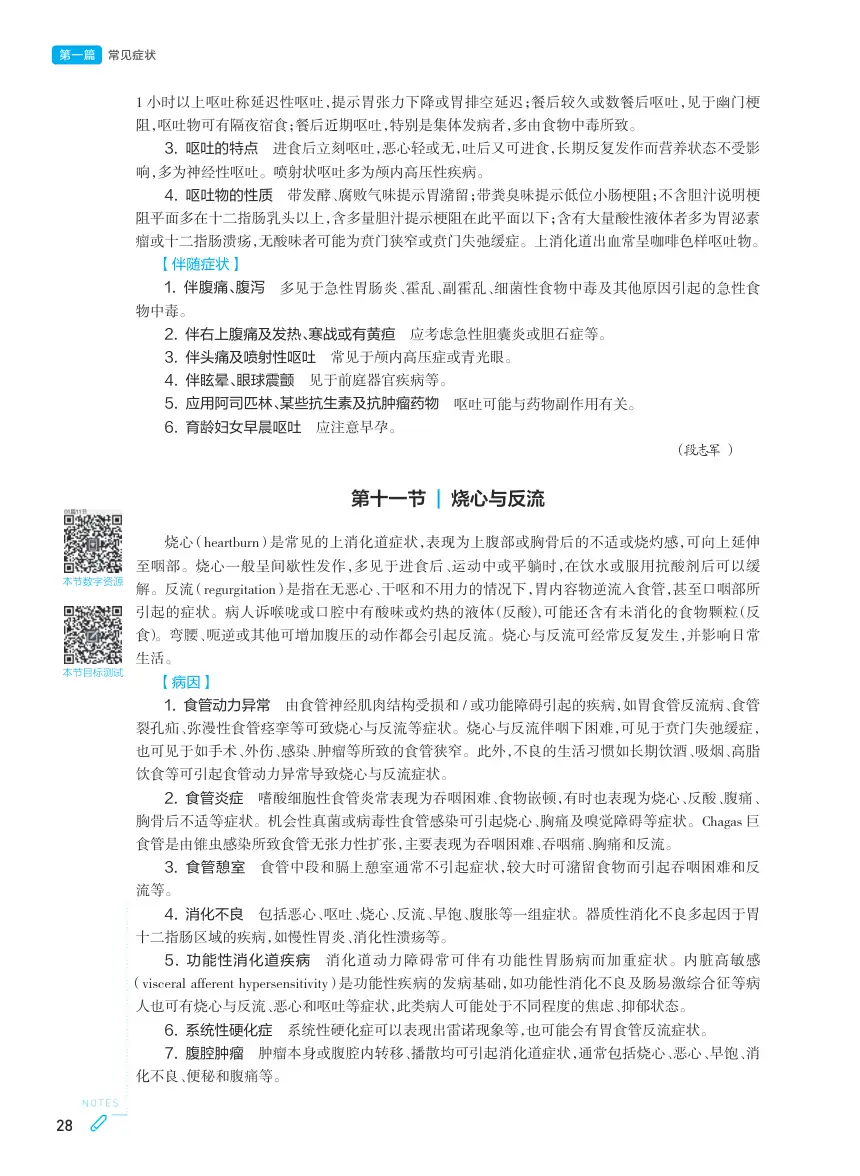 第一篇 常见症状
1 小时以上呕吐称延迟性呕吐,提示胃张力下降或胃排空延迟;餐后较久或数餐后呕吐,见于幽门梗
阻,呕吐物可有隔夜宿食;餐后近期呕吐,特别是集体发病者,多由食物中毒所致。
3. 呕吐的特点 进食后立刻呕吐,恶心轻或无,吐后又可进食,长期反复发作而营养状态不受影
响,多为神经性呕吐。喷射状呕吐多为颅内高压性疾病。
4. 呕吐物的性质 带发酵、腐败气味提示胃潴留;带粪臭味提示低位小肠梗阻;不含胆汁说明梗
阻平面多在十二指肠乳头以上,含多量胆汁提示梗阻在此平面以下;含有大量酸性液体者多为胃泌素
瘤或十二指肠溃疡,无酸味者可能为贲门狭窄或贲门失弛缓症。上消化道出血常呈咖啡色样呕吐物。
【伴随症状】
1. 伴腹痛、腹泻 多见于急性胃肠炎、霍乱、副霍乱、细菌性食物中毒及其他原因引起的急性食
物中毒。
2. 伴右上腹痛及发热、寒战或有黄疸 应考虑急性胆囊炎或胆石症等。
3. 伴头痛及喷射性呕吐 常见于颅内高压症或青光眼。
4. 伴眩晕、眼球震颤 见于前庭器官疾病等。
5. 应用阿司匹林、某些抗生素及抗肿瘤药物 呕吐可能与药物副作用有关。
6. 育龄妇女早晨呕吐 应注意早孕。
(段志军 )
第十一节 | 烧心与反流
本节数字资源
本节目标测试
烧心(heartburn)是常见的上消化道症状,表现为上腹部或胸骨后的不适或烧灼感,可向上延伸
至咽部。烧心一般呈间歇性发作,多见于进食后、运动中或平躺时,在饮水或服用抗酸剂后可以缓
解。反流(regurgitation)是指在无恶心、干呕和不用力的情况下,胃内容物逆流入食管,甚至口咽部所
引起的症状。病人诉喉咙或口腔中有酸味或灼热的液体(反酸),可能还含有未消化的食物颗粒(反
食)。弯腰、呃逆或其他可增加腹压的动作都会引起反流。烧心与反流可经常反复发生,并影响日常
生活。
【病因】
1. 食管动力异常 由食管神经肌肉结构受损和 / 或功能障碍引起的疾病,如胃食管反流病、食管
裂孔疝、弥漫性食管痉挛等可致烧心与反流等症状。烧心与反流伴咽下困难,可见于贲门失弛缓症,
也可见于如手术、外伤、感染、肿瘤等所致的食管狭窄。此外,不良的生活习惯如长期饮酒、吸烟、高脂
饮食等可引起食管动力异常导致烧心与反流症状。
2. 食管炎症 嗜酸细胞性食管炎常表现为吞咽困难、食物嵌顿,有时也表现为烧心、反酸、腹痛、
胸骨后不适等症状。机会性真菌或病毒性食管感染可引起烧心、胸痛及嗅觉障碍等症状。Chagas 巨
食管是由锥虫感染所致食管无张力性扩张,主要表现为吞咽困难、吞咽痛、胸痛和反流。
3. 食管憩室 食管中段和膈上憩室通常不引起症状,较大时可潴留食物而引起吞咽困难和反
流等。
4. 消化不良 包括恶心、呕吐、烧心、反流、早饱、腹胀等一组症状。器质性消化不良多起因于胃
十二指肠区域的疾病,如慢性胃炎、消化性溃疡等。
5. 功能性消化道疾病 消化道动力障碍常可伴有功能性胃肠病而加重症状。内脏高敏感
(visceral afferent hypersensitivity)是功能性疾病的发病基础,如功能性消化不良及肠易激综合征等病
人也可有烧心与反流、恶心和呕吐等症状,此类病人可能处于不同程度的焦虑、抑郁状态。
6. 系统性硬化症 系统性硬化症可以表现出雷诺现象等,也可能会有胃食管反流症状。
7. 腹腔肿瘤 肿瘤本身或腹腔内转移、播散均可引起消化道症状,通常包括烧心、恶心、早饱、消
化不良、便秘和腹痛等。
NOTES
28